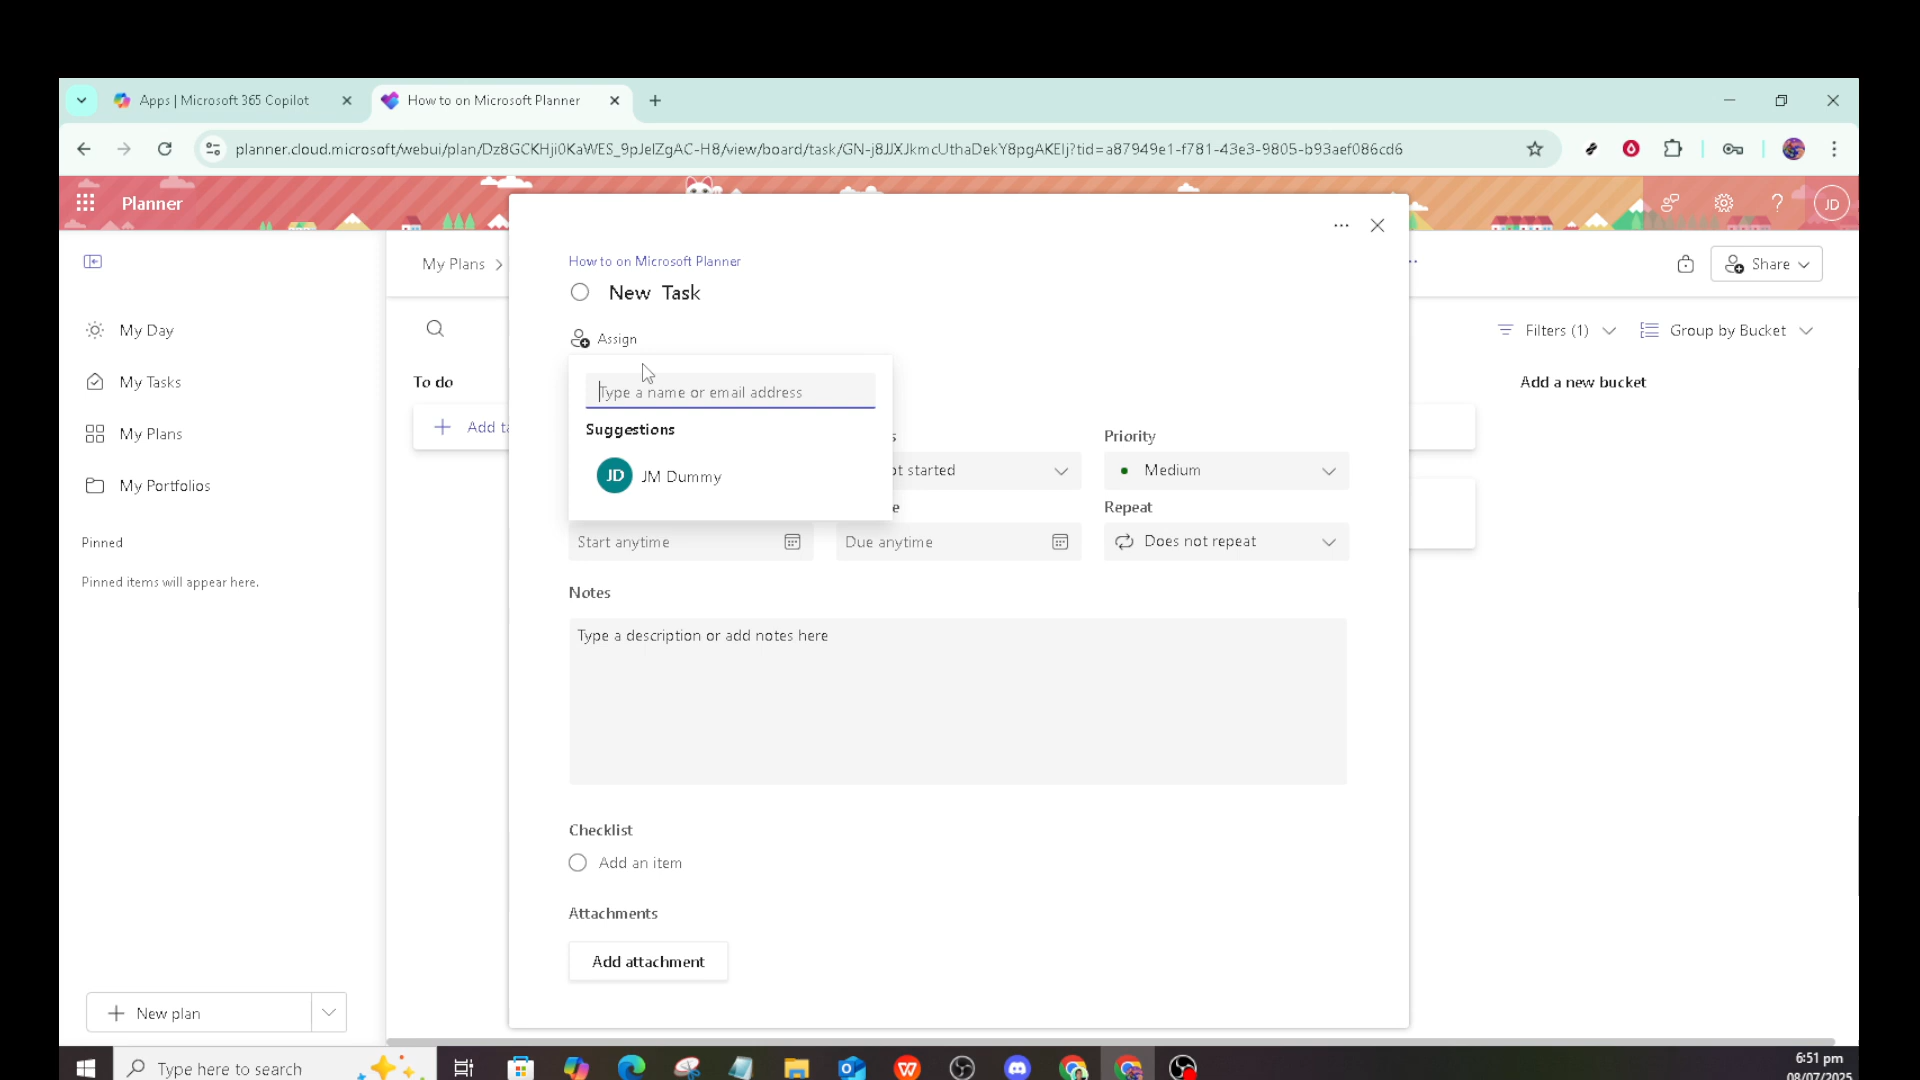 Apps | Microsoft 365 Copilot
How to on Microsoft Planner
planner.cloud.microsoft/webui/plan/Dz8GCKHji0KaWES_9pJelZgAC-H8/view/board/task/GN-j8JJXJkmcUthaDekY8pgAKElj?tid=a87949e1-f781-43e3-9805-b93aef086cd6
Planner
JD
My Plans
Share
How to on Microsoft Planner
New Task
Assign
My Day
My Tasks
My Plans
My Portfolios
Pinned
Pinned items will appear here.
New plan
To do
Add ta
Filters (1)
Group by Bucket
Add a new bucket
Type a name or email address
Suggestions
JD
JM Dummy
s
ot started
Priority
Medium
e
Repeat
Start anytime
Due anytime
Does not repeat
Notes
Type a description or add notes here
Checklist
Add an item
Attachments
Add attachment
Type here to search
6:51 pm
08/07/2025